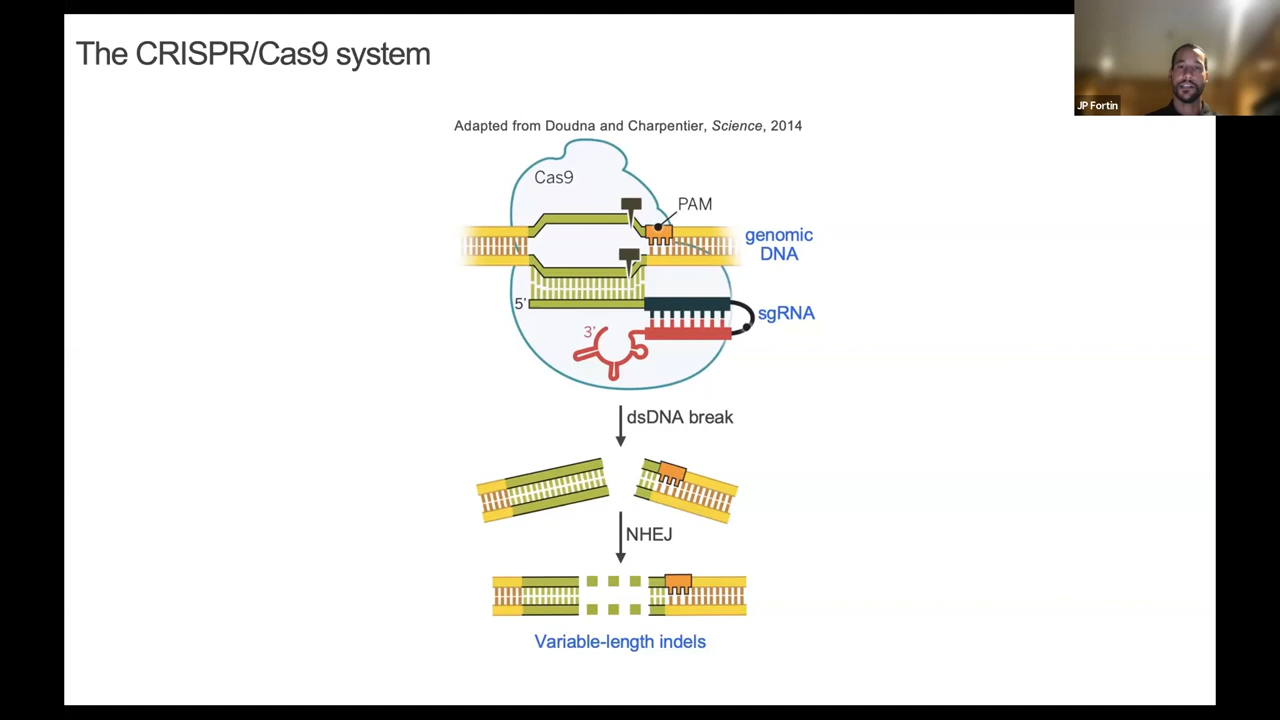 The CRISPR/Cas9 system
JP Fortin
Adapted from Doudna and Charpentier, Science, 2014
Cas9
PAM
genomic
DNA
5'
sgRNA
3'
dsDNA break
NHEJ
Variable-length indels